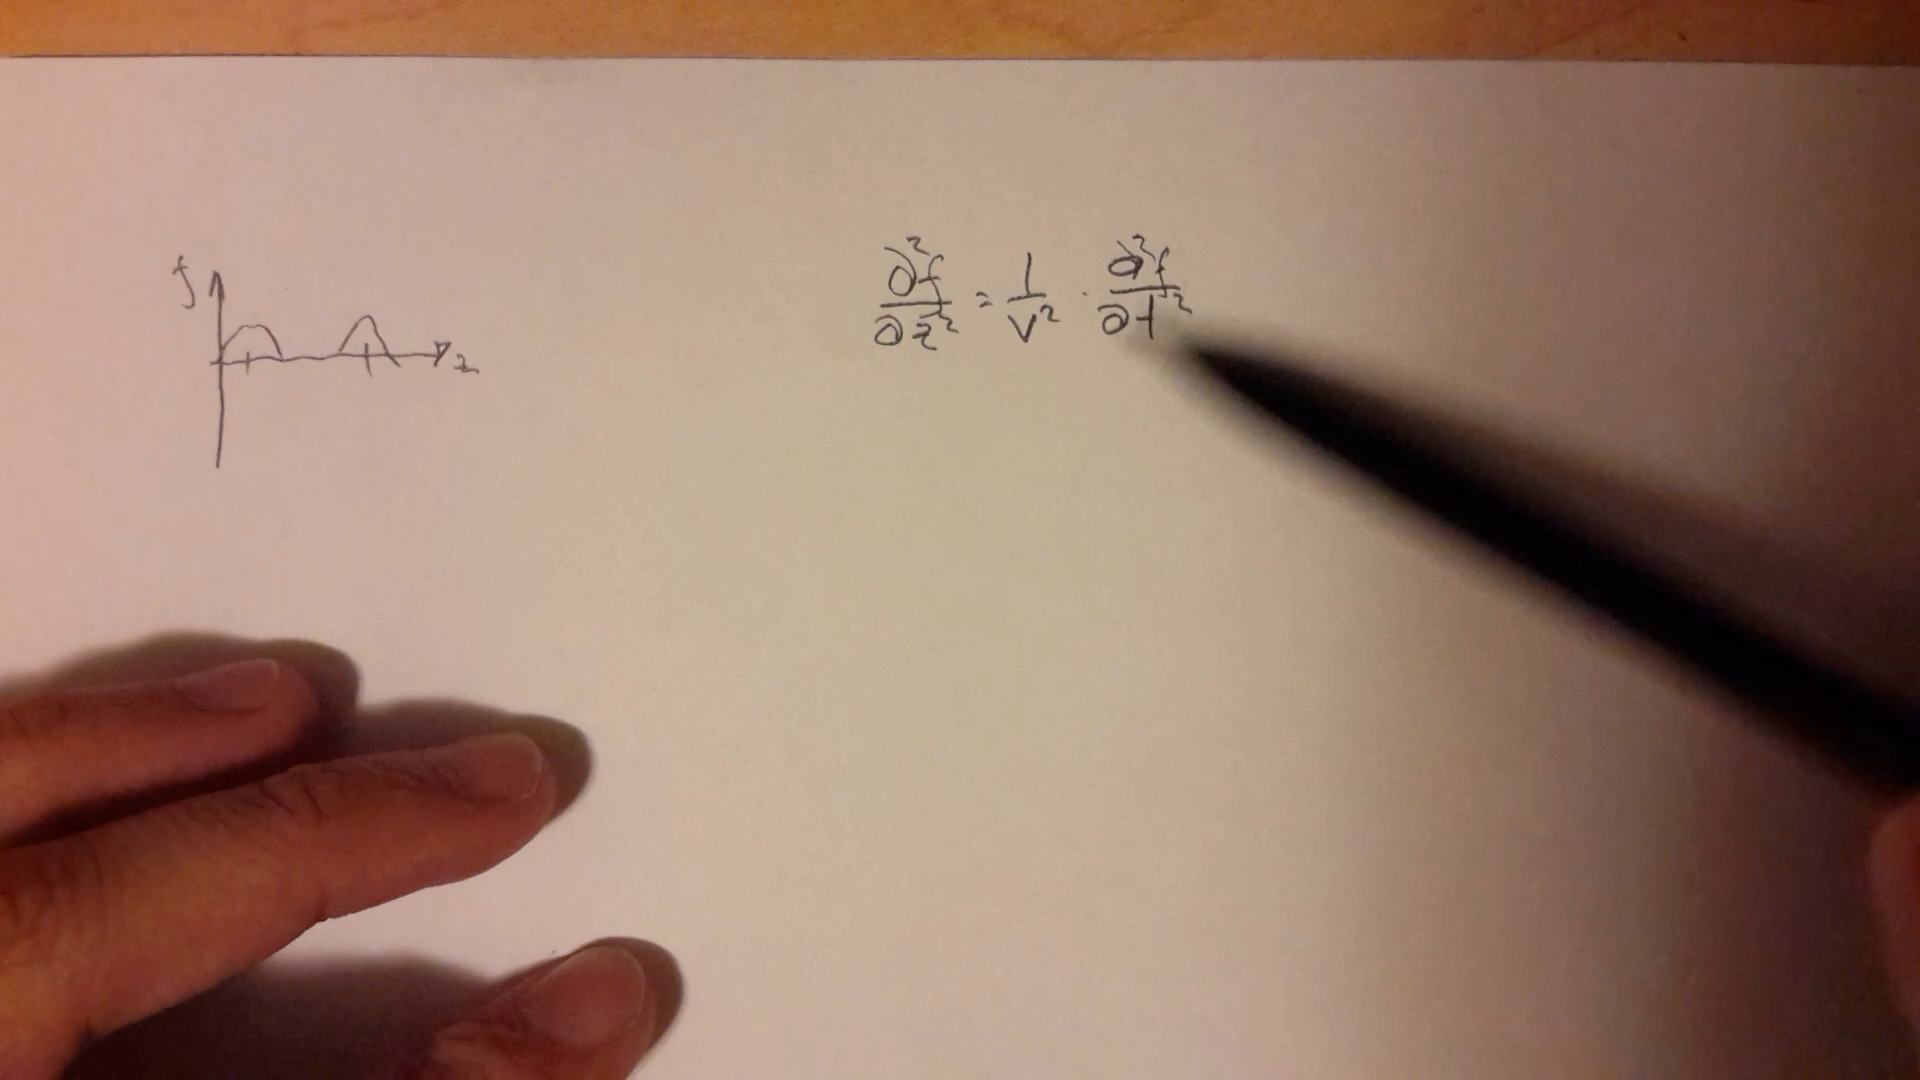 f
z
∂²f/∂z² = 1/v² · ∂²f/∂t²